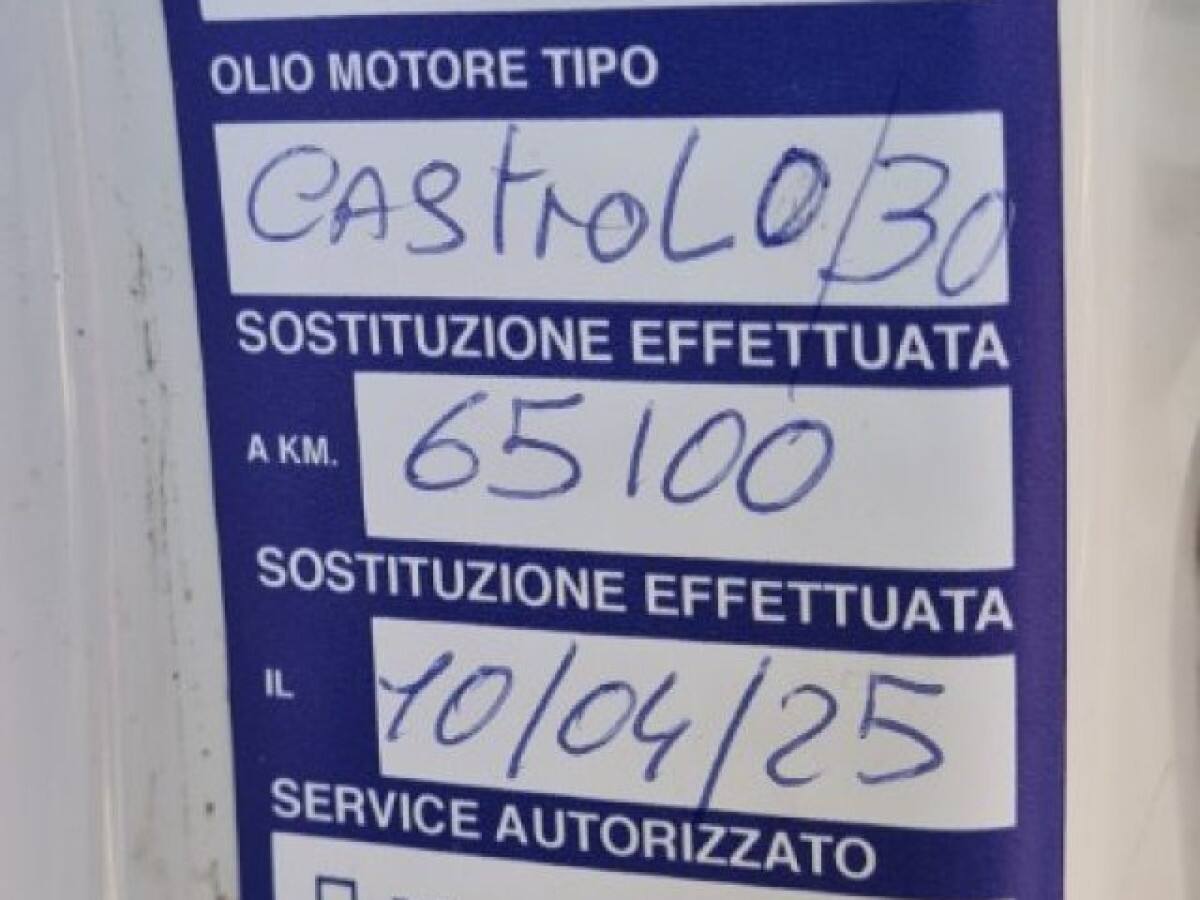 OLIO MOTORE TIPO
CAStroL 0/30
SOSTITUZIONE EFFETTUATA
A KM. 65100
SOSTITUZIONE EFFETTUATA
IL 10/04/25
SERVICE AUTORIZZATO